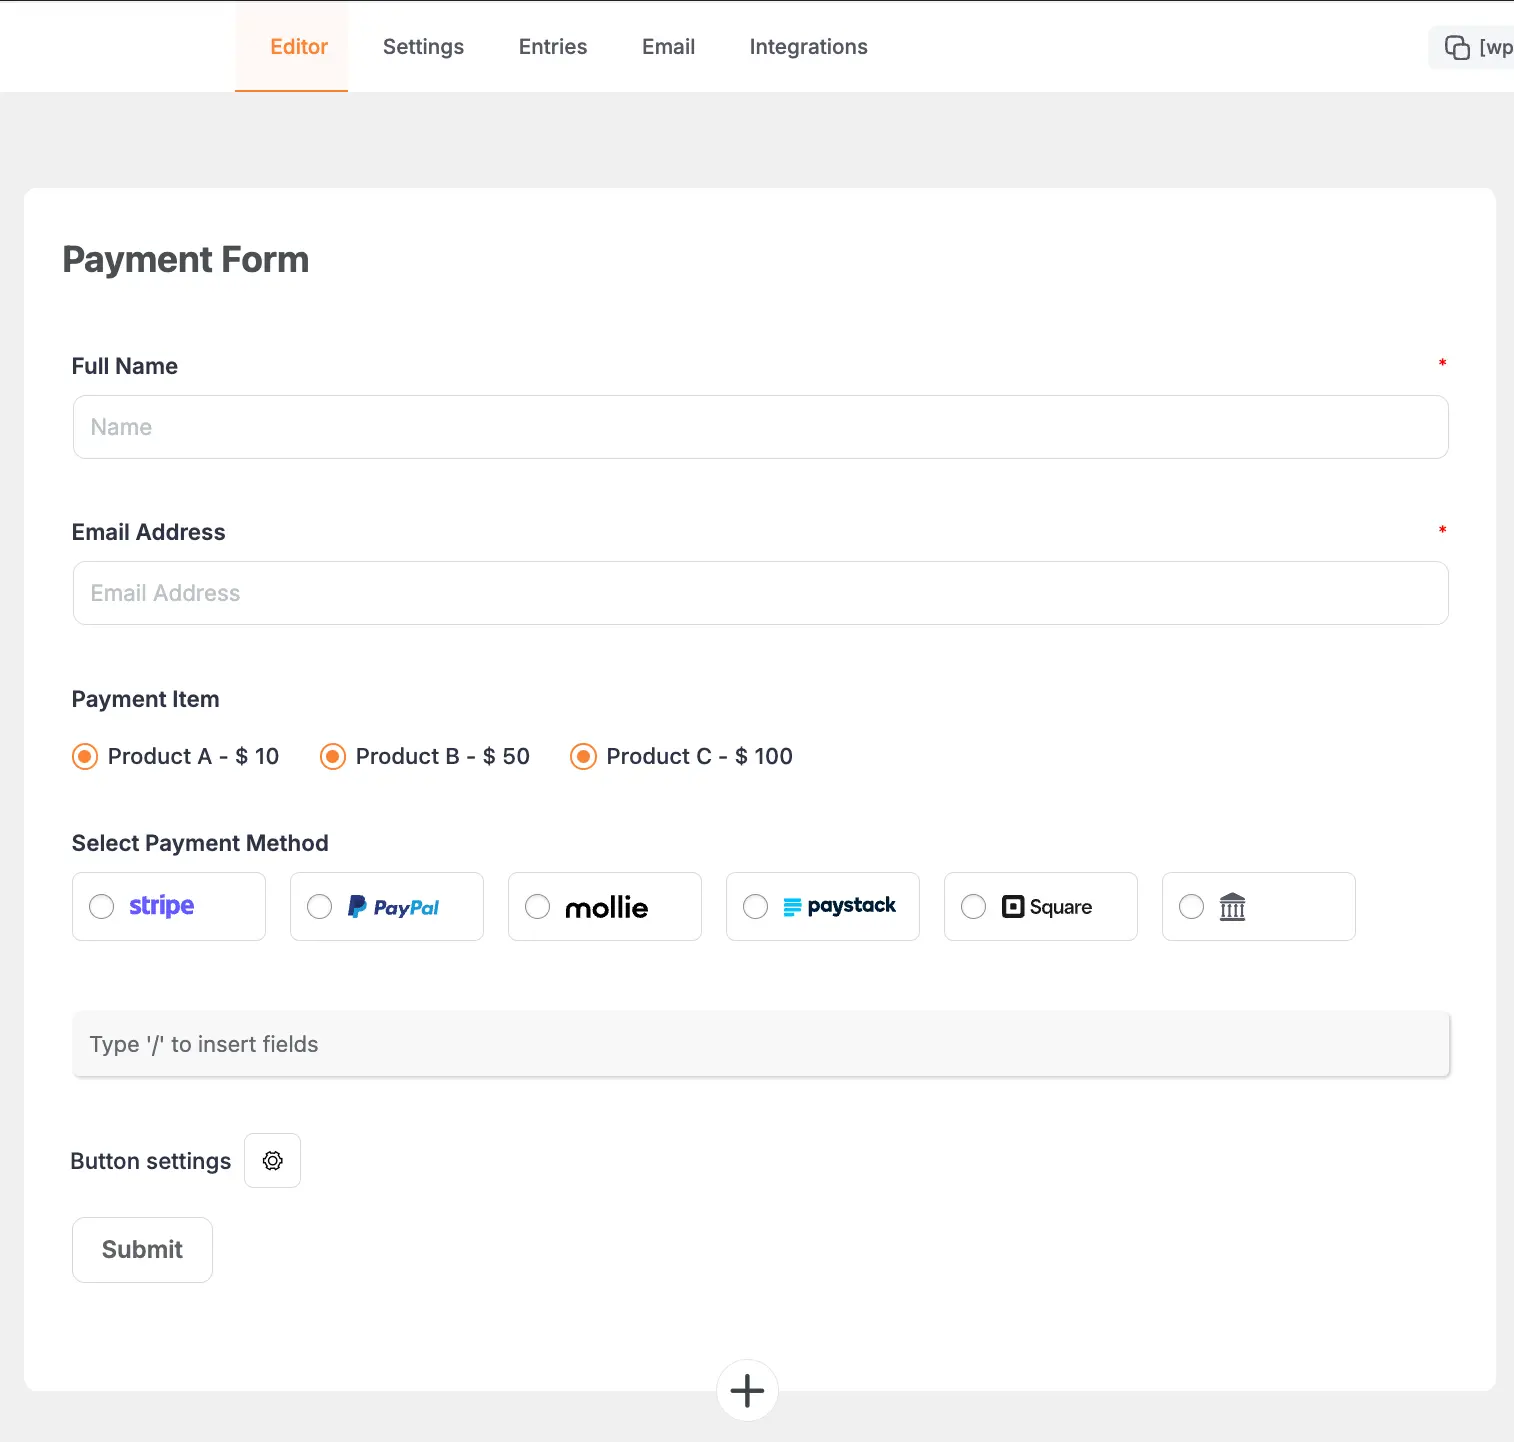 Editor Settings Entries Email Integrations [wp
Payment Form
Full Name *
Name
Email Address *
Email Address
Payment Item
Product A - $ 10 Product B - $ 50 Product C - $ 100
Select Payment Method
stripe PayPal mollie paystack Square
Type '/' to insert fields
Button settings
Submit